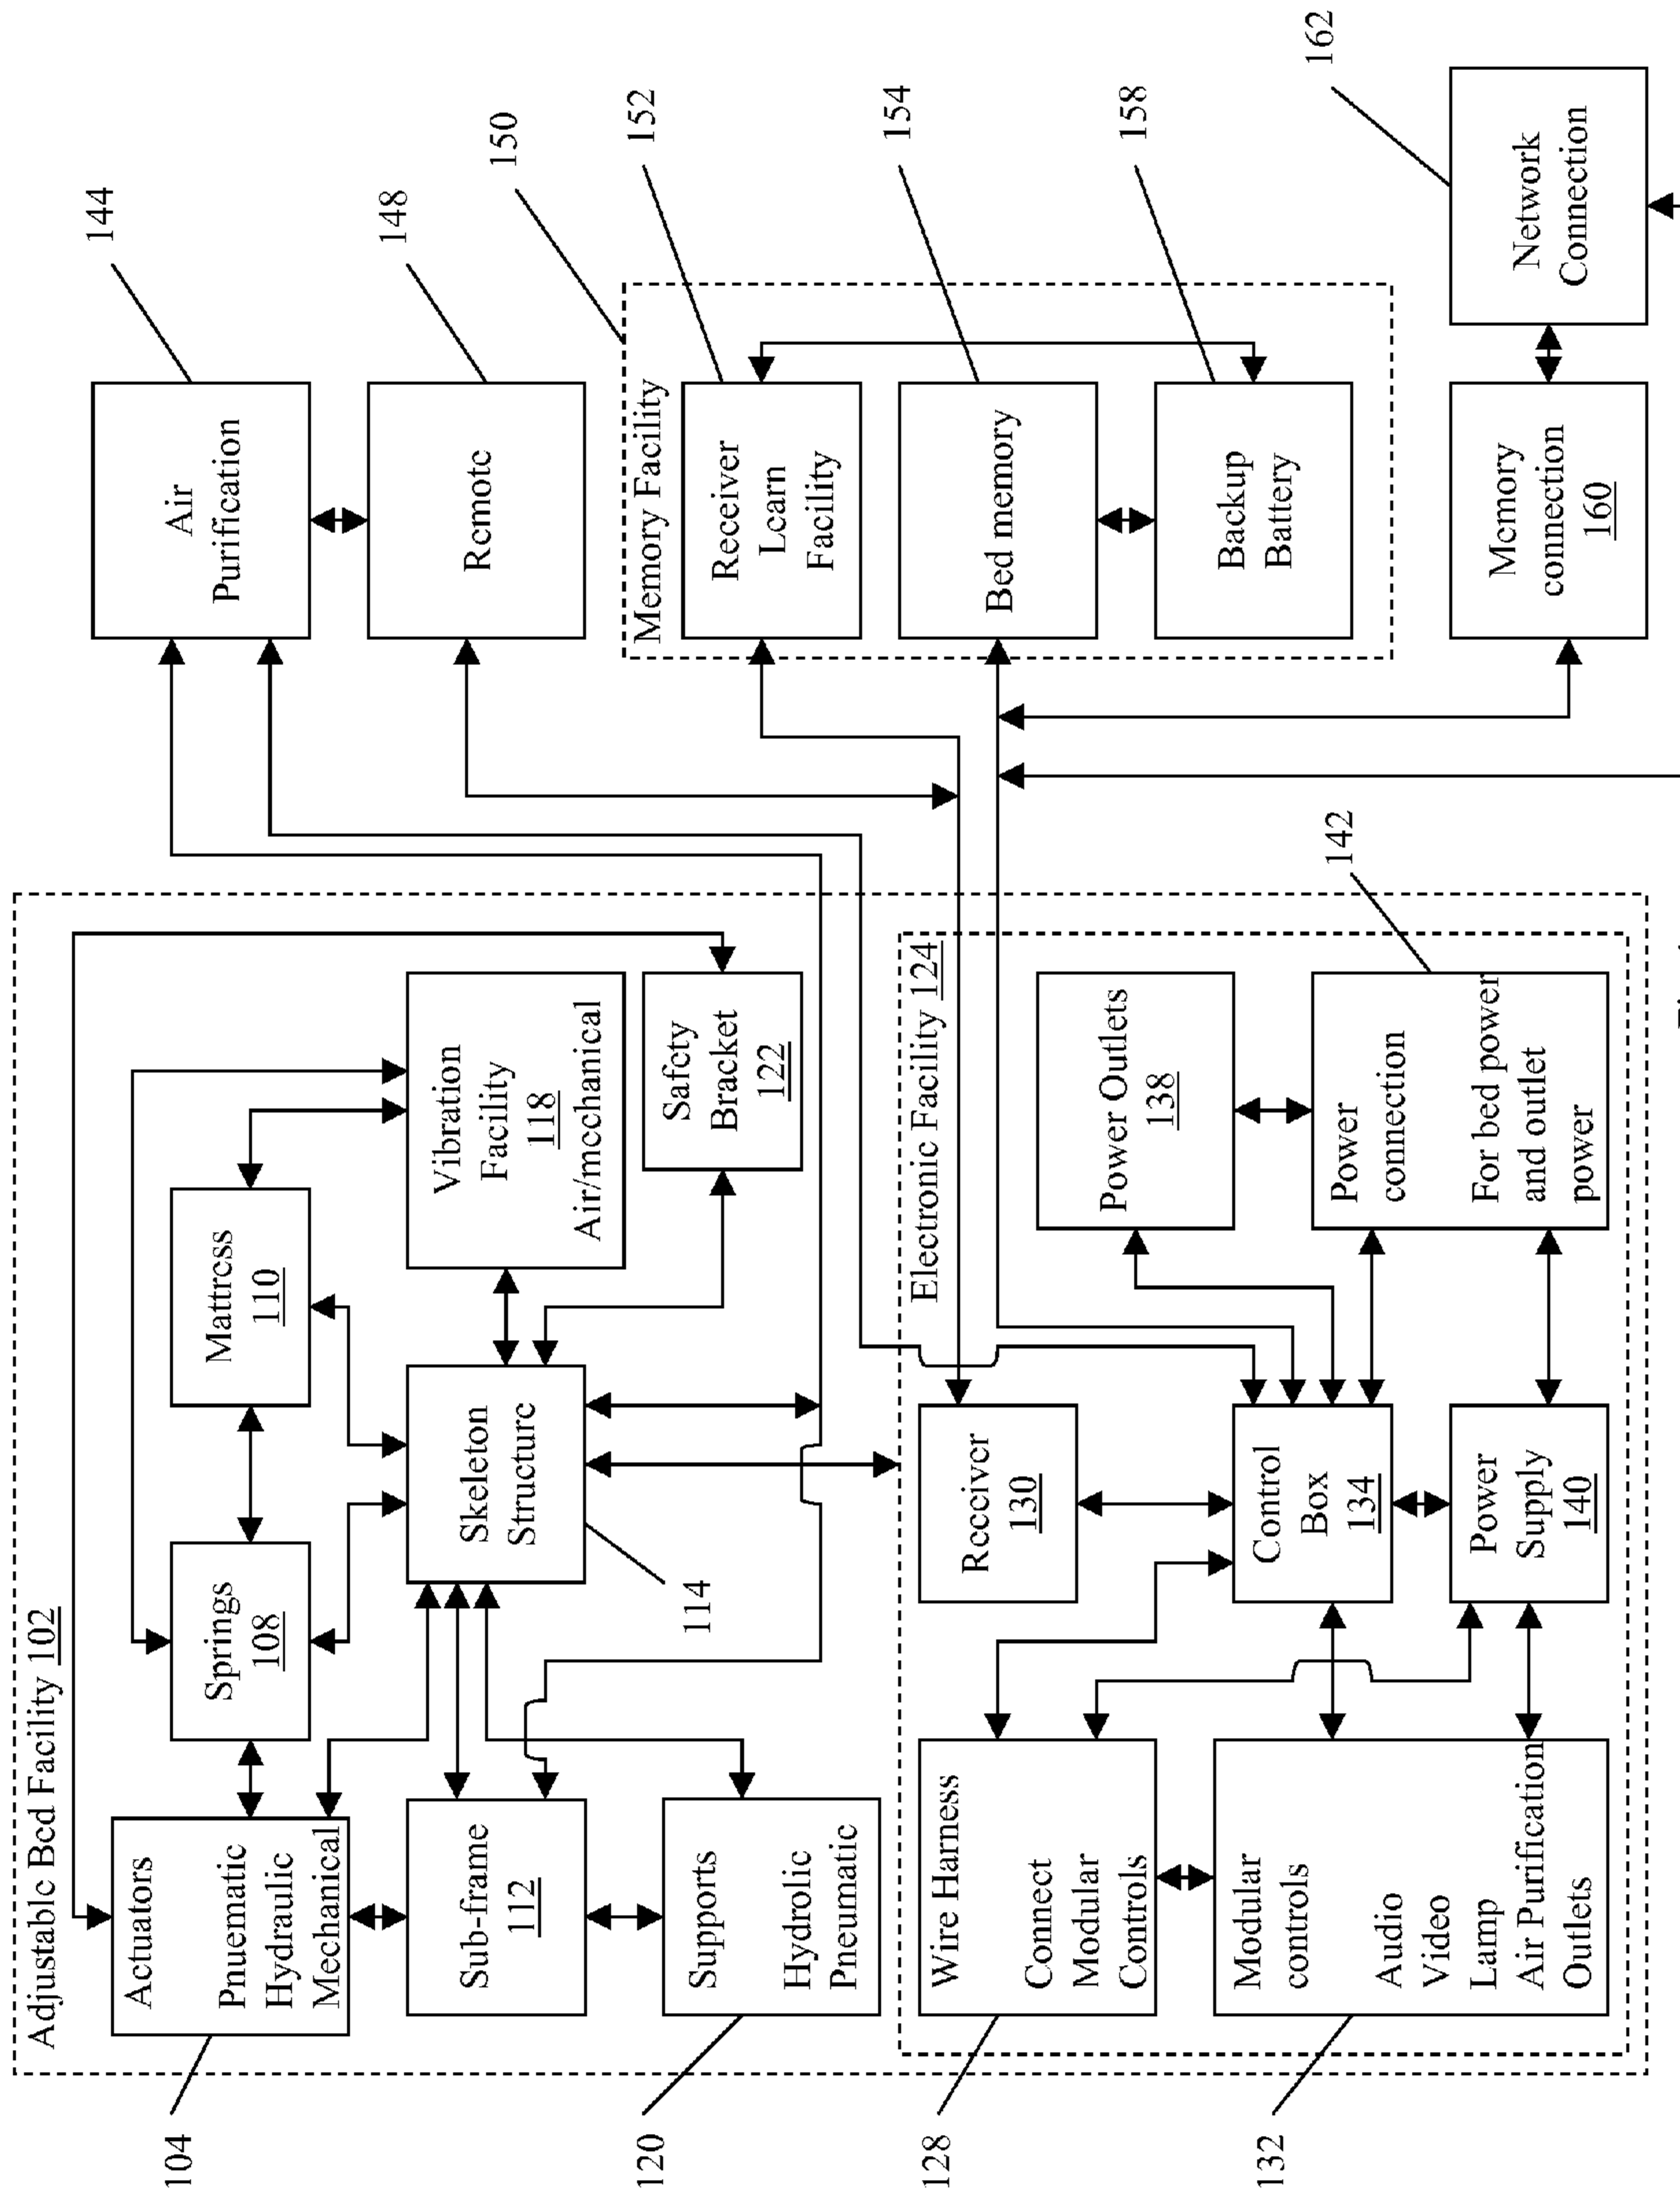 Adjustable Bed Facility 102
Actuators
Pnuematic
Hydraulic
Mechanical
104
Springs
108
Mattress
110
Sub-frame
112
Skeleton
Structure
114
Vibration
Facility
118
Air/mechanical
Supports
Hydrolic
Pneumatic
120
Safety
Bracket
122
Electronic Facility 124
Wire Harness
Connect
Modular
Controls
128
Receiver
130
Modular
controls
Audio
Video
Lamp
Air Purification
Outlets
132
Control
Box
134
Power Outlets
138
Power
Supply
140
Power
connection
For bed power
and outlet
power
142
Air
Purification
144
Remote
148
Memory Facility
150
Receiver
Learn
Facility
152
Bed memory
154
Backup
Battery
158
Memory
connection
160
Network
Connection
162